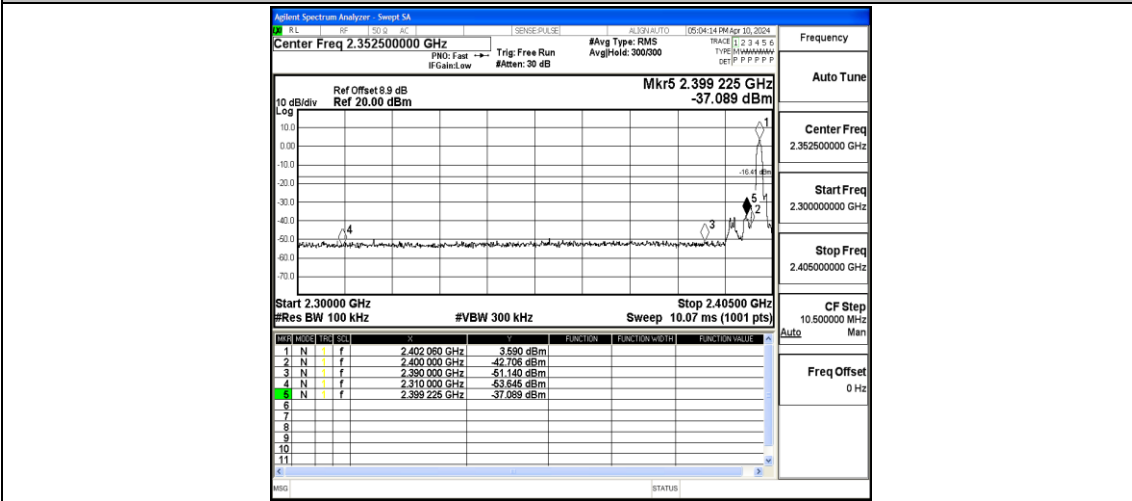 Agilent Spectrum Analyzer - Swept SA
RL RF 50 Ω AC SENSE:PULSE ALIGNAUTO 05:04:14 PM Apr 10, 2024
Center Freq 2.352500000 GHz
PNO: Fast
IFGain:Low
Trig: Free Run
#Atten: 30 dB
#Avg Type: RMS
Avg|Hold: 300/300
TRACE 1 2 3 4 5 6
TYPE M
DET P P P P P P
Frequency
Mkr5 2.399 225 GHz
-37.089 dBm
Ref Offset 8.9 dB
10 dB/div Ref 20.00 dBm
Log
10.0
0.00
-10.0
-20.0
-30.0
-40.0
-50.0
-60.0
-70.0
-16.41 dBm
1
5
2
3
4
Start 2.30000 GHz Stop 2.40500 GHz
#Res BW 100 kHz #VBW 300 kHz Sweep 10.07 ms (1001 pts)
MKR MODE TRC SCL X Y FUNCTION FUNCTION WIDTH FUNCTION VALUE
1 N 1 f 2.402 060 GHz 3.590 dBm
2 N 1 f 2.400 000 GHz -42.706 dBm
3 N 1 f 2.390 000 GHz -51.140 dBm
4 N 1 f 2.310 000 GHz -53.645 dBm
5 N 1 f 2.399 225 GHz -37.089 dBm
6
7
8
9
10
11
MSG STATUS
Auto Tune
Center Freq
2.352500000 GHz
Start Freq
2.300000000 GHz
Stop Freq
2.405000000 GHz
CF Step
10.500000 MHz
Auto Man
Freq Offset
0 Hz